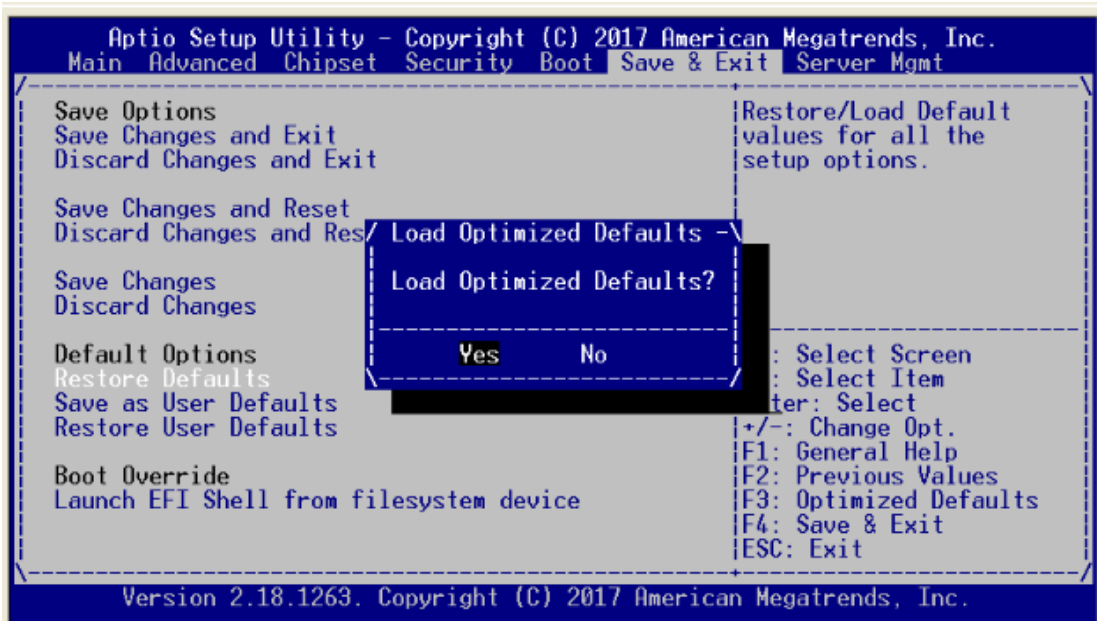 Aptio Setup Utility - Copyright (C) 2017 American Megatrends, Inc.
Main Advanced Chipset Security Boot Save & Exit Server Mgmt
Save Options
Save Changes and Exit
Discard Changes and Exit
Save Changes and Reset
Discard Changes and Res
Save Changes
Discard Changes
Default Options
Restore Defaults
Save as User Defaults
Restore User Defaults
Boot Override
Launch EFI Shell from filesystem device
Load Optimized Defaults
Load Optimized Defaults?
Yes No
Restore/Load Default
values for all the
setup options.
: Select Screen
: Select Item
ter: Select
+/-: Change Opt.
F1: General Help
F2: Previous Values
F3: Optimized Defaults
F4: Save & Exit
ESC: Exit
Version 2.18.1263. Copyright (C) 2017 American Megatrends, Inc.